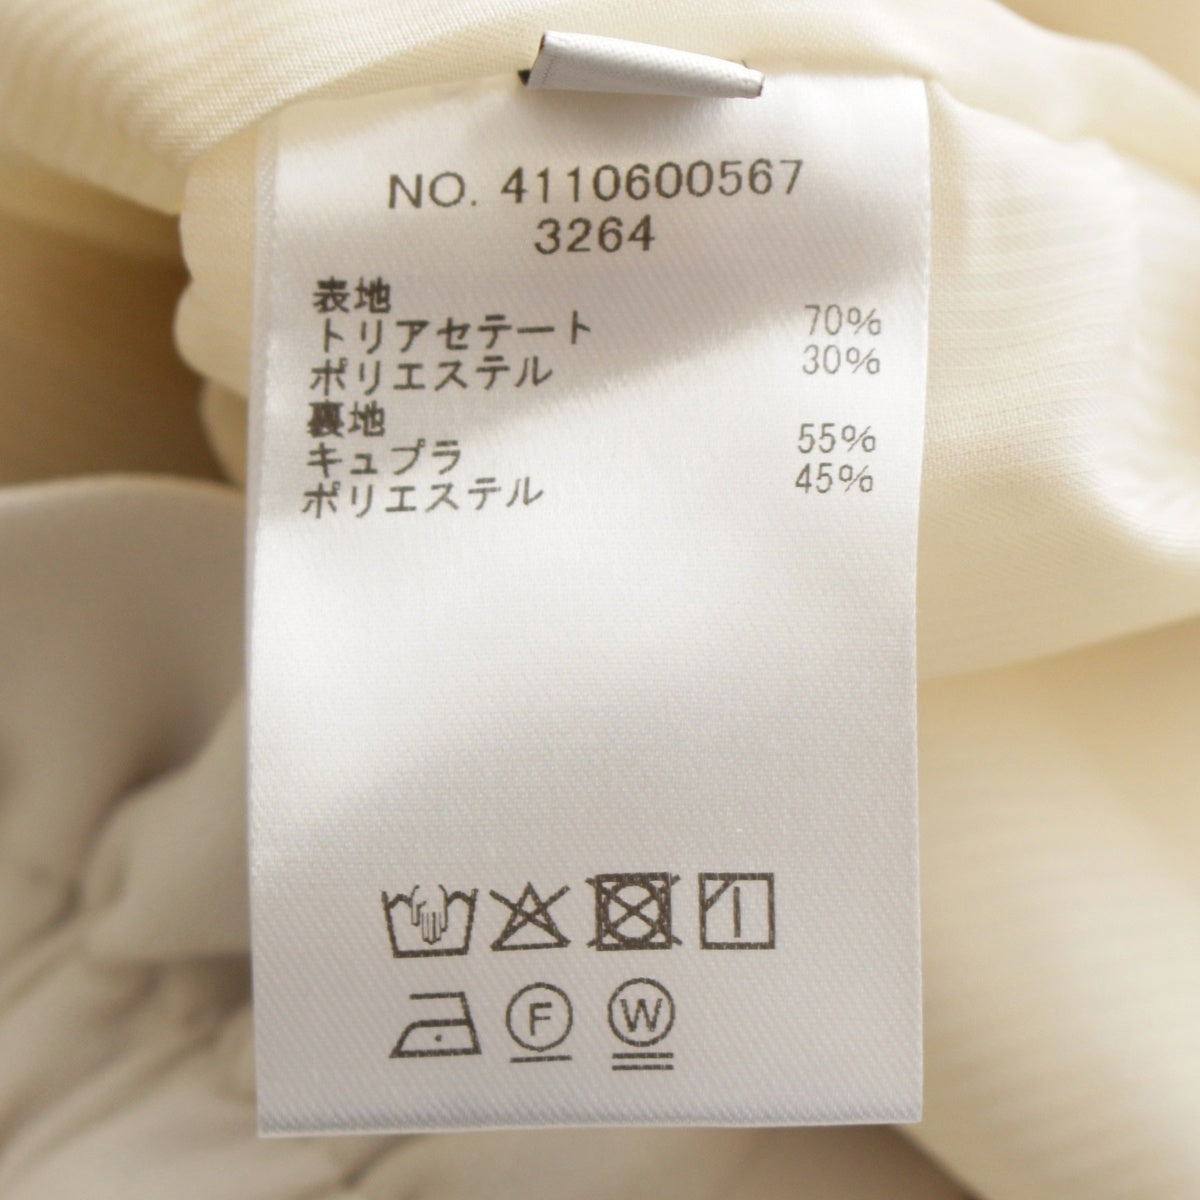 NO. 4110600567
3264
表地
トリアセテート 70%
ポリエステル 30%
裏地
キュプラ 55%
ポリエステル 45%
F W